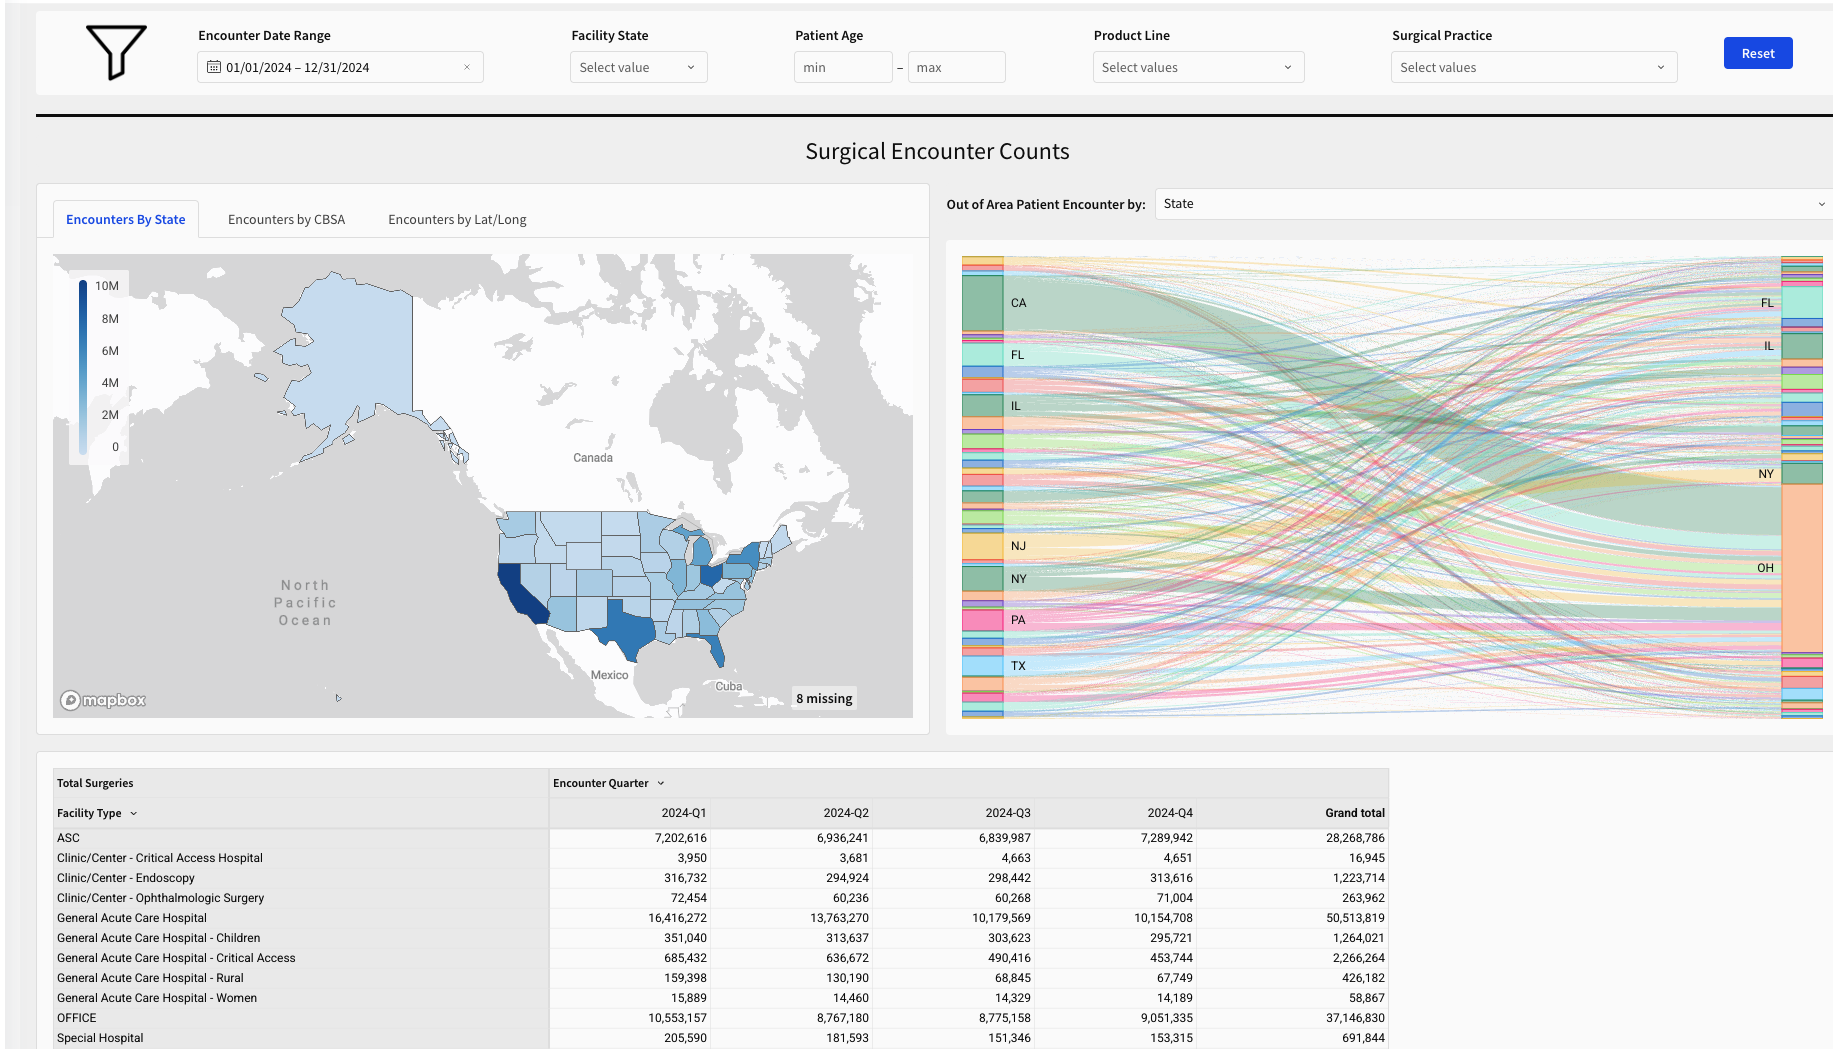 Encounter Date Range
Facility State
Patient Age
Product Line
Surgical Practice
01/01/2024 – 12/31/2024
×
Select value
min
–
max
Select values
Select values
Reset
Surgical Encounter Counts
Encounters By State
Encounters by CBSA
Encounters by Lat/Long
10M
8M
6M
4M
2M
0
Canada
North
Pacific
Ocean
Mexico
Cuba
mapbox
8 missing
Out of Area Patient Encounter by:
State
CA
FL
IL
NJ
NY
PA
TX
FL
IL
NY
OH
Total Surgeries
Encounter Quarter
Facility Type
2024-Q1 2024-Q2 2024-Q3 2024-Q4 Grand total
ASC 7,202,616 6,936,241 6,839,987 7,289,942 28,268,786
Clinic/Center - Critical Access Hospital 3,950 3,681 4,663 4,651 16,945
Clinic/Center - Endoscopy 316,732 294,924 298,442 313,616 1,223,714
Clinic/Center - Ophthalmologic Surgery 72,454 60,236 60,268 71,004 263,962
General Acute Care Hospital 16,416,272 13,763,270 10,179,569 10,154,708 50,513,819
General Acute Care Hospital - Children 351,040 313,637 303,623 295,721 1,264,021
General Acute Care Hospital - Critical Access 685,432 636,672 490,416 453,744 2,266,264
General Acute Care Hospital - Rural 159,398 130,190 68,845 67,749 426,182
General Acute Care Hospital - Women 15,889 14,460 14,329 14,189 58,867
OFFICE 10,553,157 8,767,180 8,775,158 9,051,335 37,146,830
Special Hospital 205,590 181,593 151,346 153,315 691,844